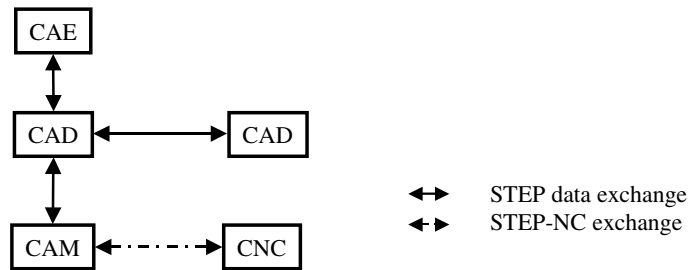 CAE
CAD
CAD
CAM
CNC
STEP data exchange
STEP-NC exchange